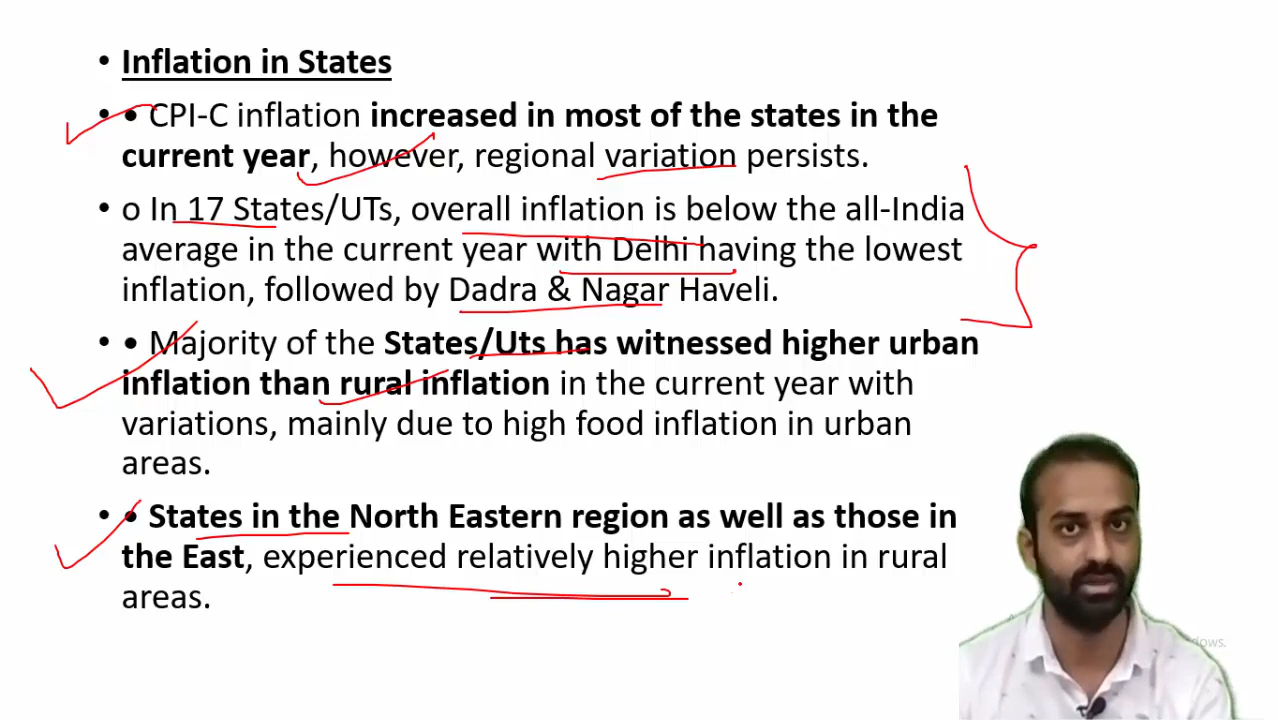 • Inflation in States
• • CPI-C inflation increased in most of the states in the
current year, however, regional variation persists.
• o In 17 States/UTs, overall inflation is below the all-India
average in the current year with Delhi having the lowest
inflation, followed by Dadra & Nagar Haveli.
• • Majority of the States/Uts has witnessed higher urban
inflation than rural inflation in the current year with
variations, mainly due to high food inflation in urban
areas.
• • States in the North Eastern region as well as those in
the East, experienced relatively higher inflation in rural
areas.